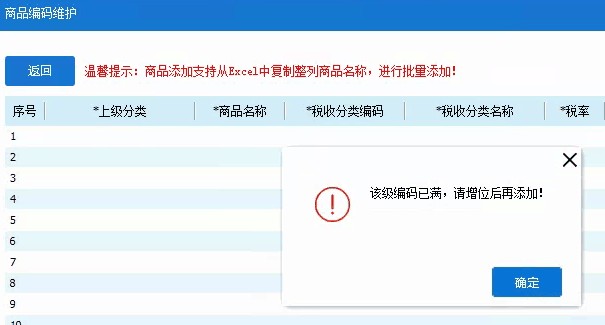 商品编码维护
返回 温馨提示：商品添加支持从Excel中复制整列商品名称，进行批量添加！
序号 *上级分类 *商品名称 *税收分类编码 *税收分类名称 *税率
1
2
3
4
5
6
7
8
9
10
该级编码已满，请增位后再添加！
确定